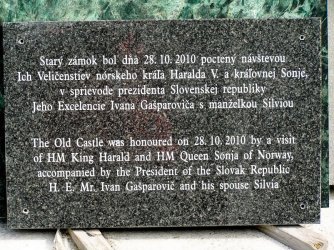 Starý zámok bol dňa 28. 10. 2010 poctený návštevou
Ich Veličenstiev nórskeho kráľa Haralda V. a kráľovnej Sonje,
v sprievode prezidenta Slovenskej republiky
Jeho Excelencie Ivana Gašparoviča s manželkou Silviou
The Old Castle was honoured on 28. 10. 2010 by a visit
of HM King Harald and HM Queen Sonja of Norway,
accompanied by the President of the Slovak Republic
H. E. Mr. Ivan Gašparovič and his spouse Silvia